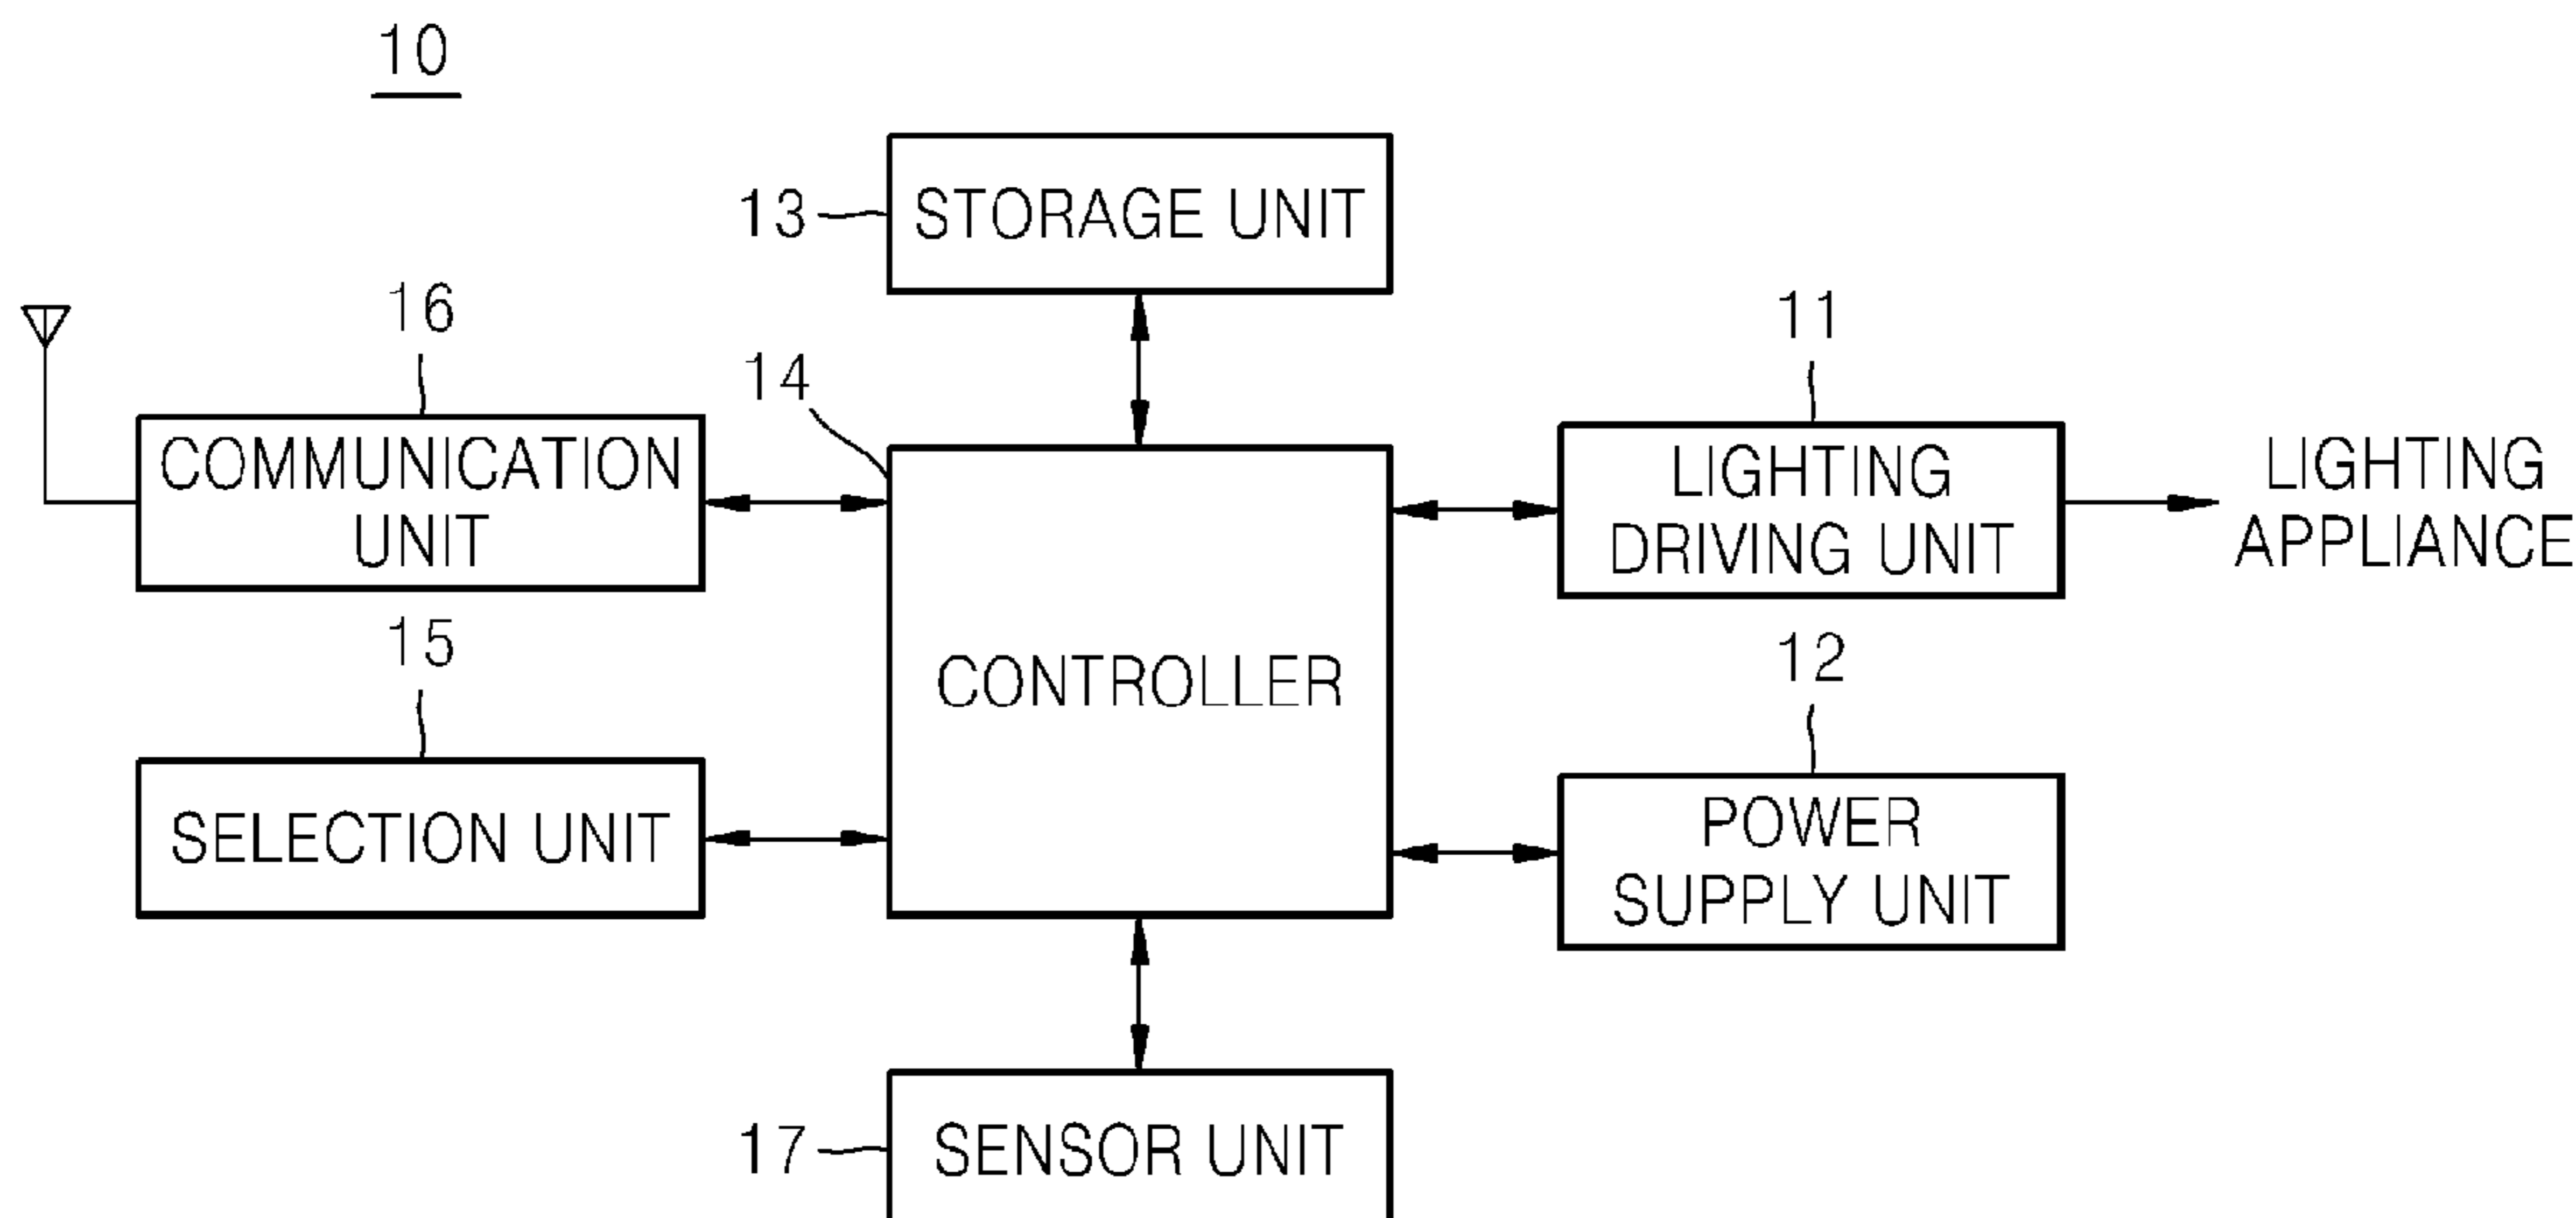 10
13
STORAGE UNIT
16
14
11
COMMUNICATION
UNIT
LIGHTING
DRIVING UNIT
LIGHTING
APPLIANCE
15
CONTROLLER
12
SELECTION UNIT
POWER
SUPPLY UNIT
17
SENSOR UNIT